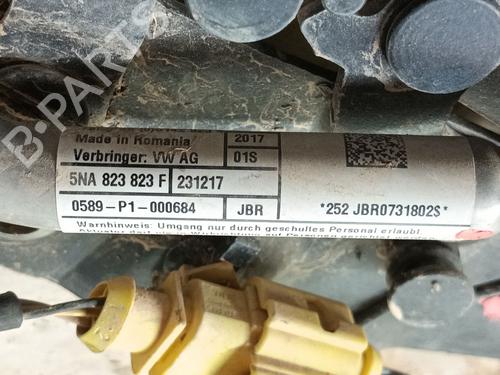 Made in Romania 2017
Verbringer: VW AG 01S
5NA 823 823 F 231217
0589-P1-000684 JBR *252 JBR0731802$*
Warnhinweis: Umgang nur durch geschultes Personal erlaubt.
B-Parts